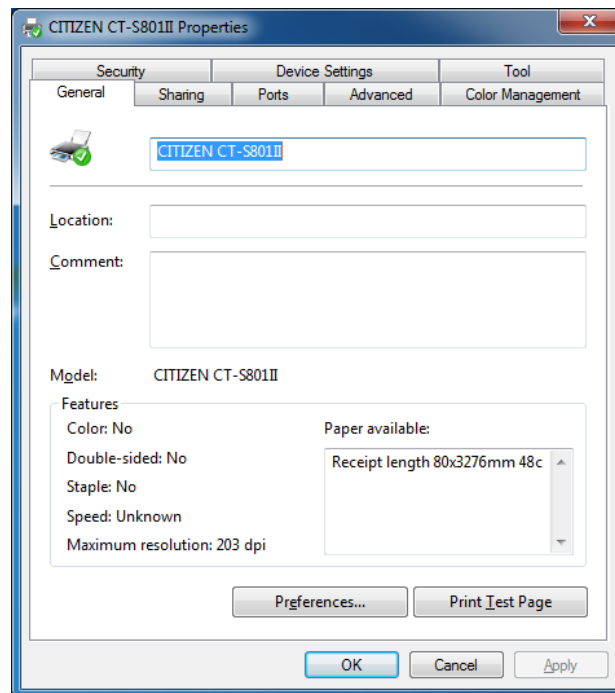 CITIZEN CT-S801II Properties
Security Device Settings Tool
General Sharing Ports Advanced Color Management
CITIZEN CT-S801II
Location:
Comment:
Model: CITIZEN CT-S801II
Features
Color: No Paper available:
Double-sided: No Receipt length 80x3276mm 48c
Staple: No
Speed: Unknown
Maximum resolution: 203 dpi
Preferences... Print Test Page
OK Cancel Apply